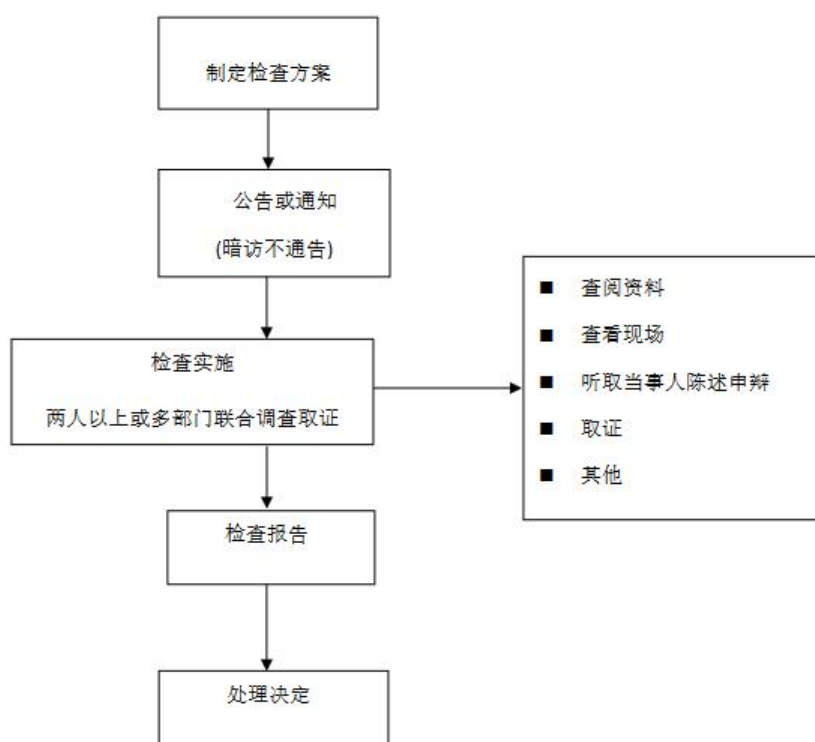 制定检查方案
公告或通知
(暗访不通告)
检查实施
两人以上或多部门联合调查取证
■ 查阅资料
■ 查看现场
■ 听取当事人陈述申辩
■ 取证
■ 其他
检查报告
处理决定